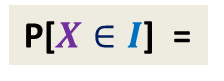 P[X ∈ I] =